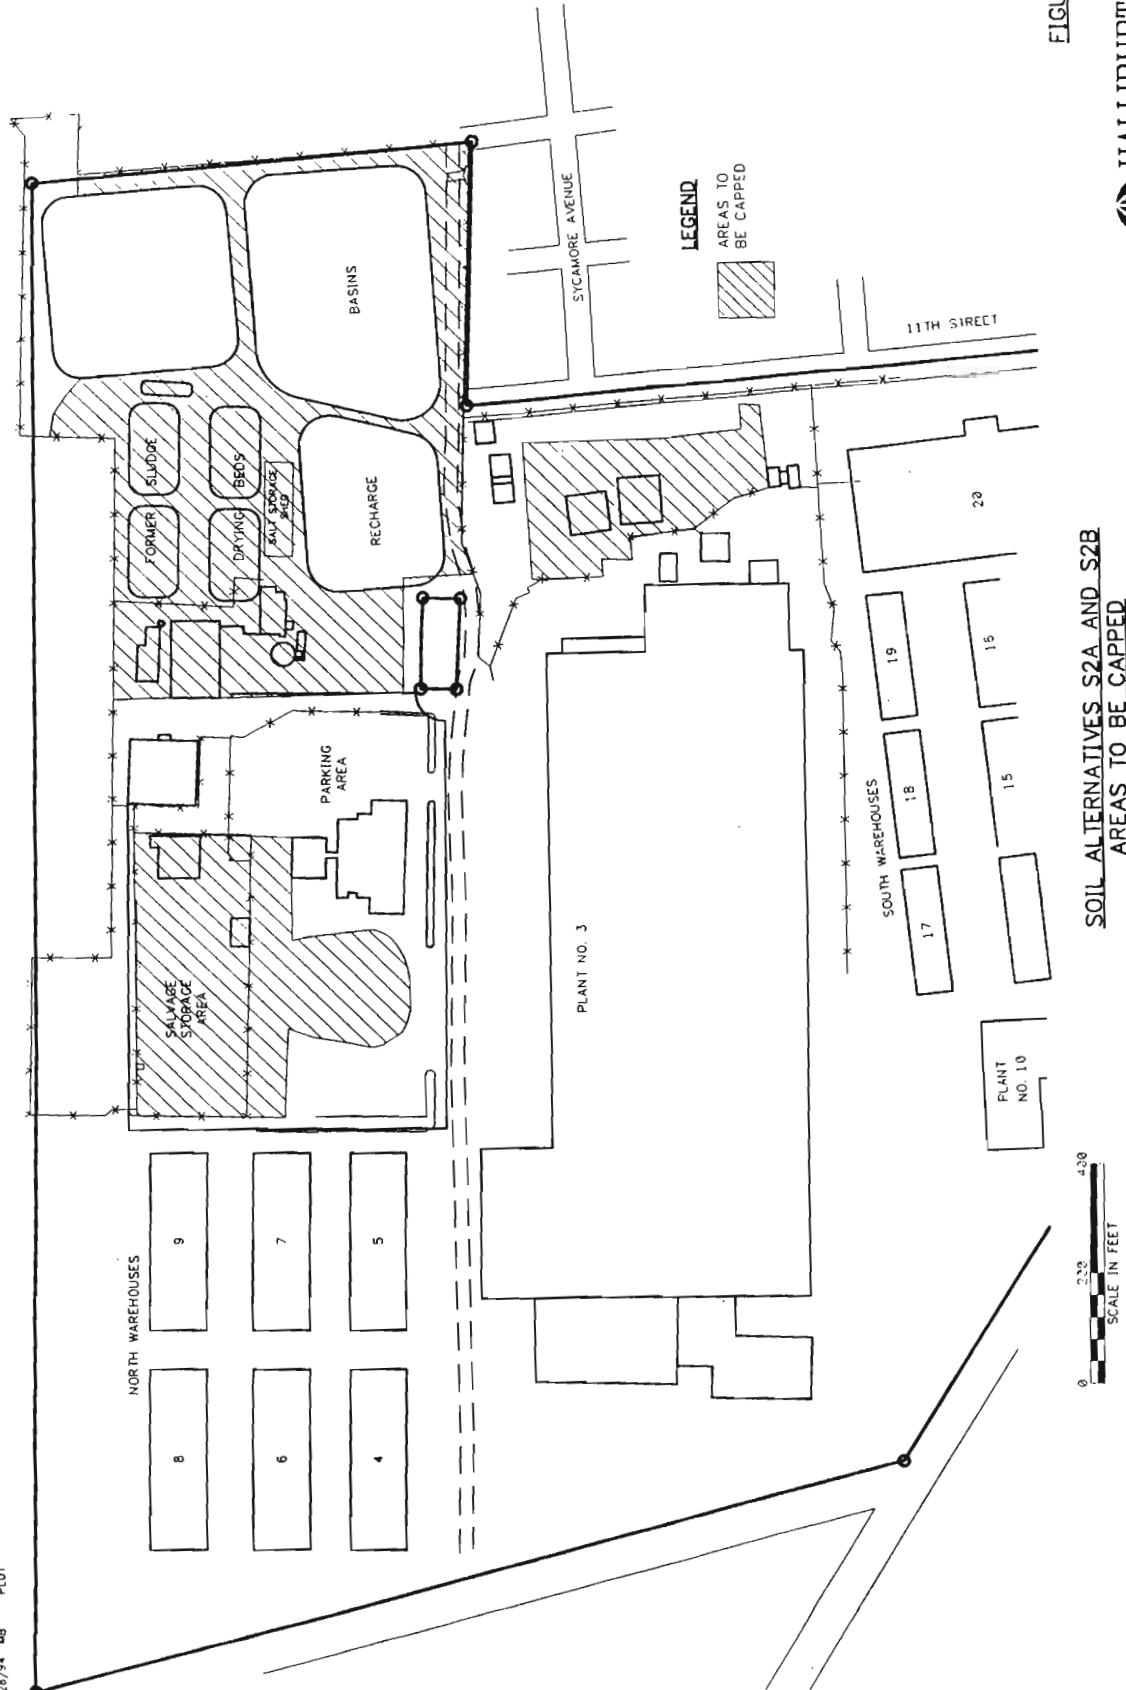 FORMER
SLUDGE
DRYING
BEDS
SALT STORAGE
SHED
RECHARGE
BASINS
PARKING
AREA
SALVAGE
STORAGE
AREA
NORTH WAREHOUSES
8
9
6
7
4
5
PLANT NO. 3
SYCAMORE AVENUE
LEGEND
AREAS TO
BE CAPPED
11TH STREET
SOUTH WAREHOUSES
17
18
19
20
15
16
PLANT
NO. 10
0
200
400
SCALE IN FEET
SOIL ALTERNATIVES S2A AND S2B
AREAS TO BE CAPPED